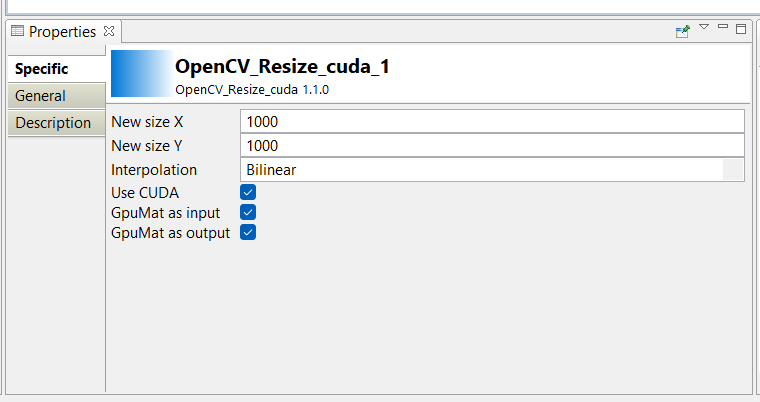 Properties
Specific
General
Description
OpenCV_Resize_cuda_1
OpenCV_Resize_cuda 1.1.0
New size X 1000
New size Y 1000
Interpolation Bilinear
Use CUDA
GpuMat as input
GpuMat as output